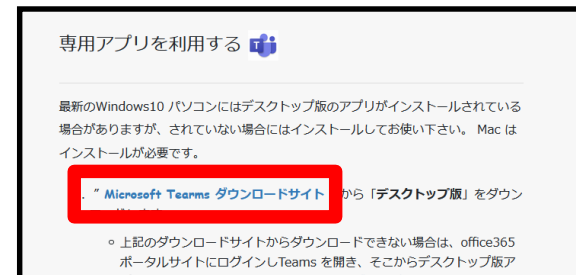 専用アプリを利用する
最新のWindows10 パソコンにはデスクトップ版のアプリがインストールされている
場合がありますが、されていない場合にはインストールしてお使い下さい。 Mac は
インストールが必要です。
. ” Microsoft Tearms ダウンロードサイト から「デスクトップ版」をダウン
◦ 上記のダウンロードサイトからダウンロードできない場合は、office365
ポータルサイトにログインしTeams を開き、そこからデスクトップ版ア